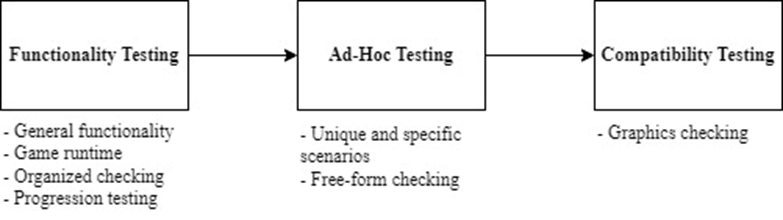 Functionality Testing
Ad-Hoc Testing
Compatibility Testing
- General functionality
- Game runtime
- Organized checking
- Progression testing
- Unique and specific
scenarios
- Free-form checking
- Graphics checking